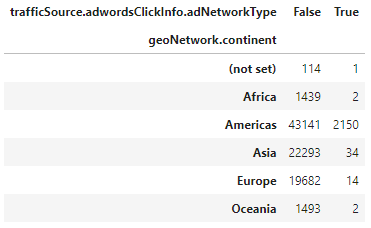 trafficSource.adwordsClickInfo.adNetworkType False True
geoNetwork.continent
(not set) 114 1
Africa 1439 2
Americas 43141 2150
Asia 22293 34
Europe 19682 14
Oceania 1493 2